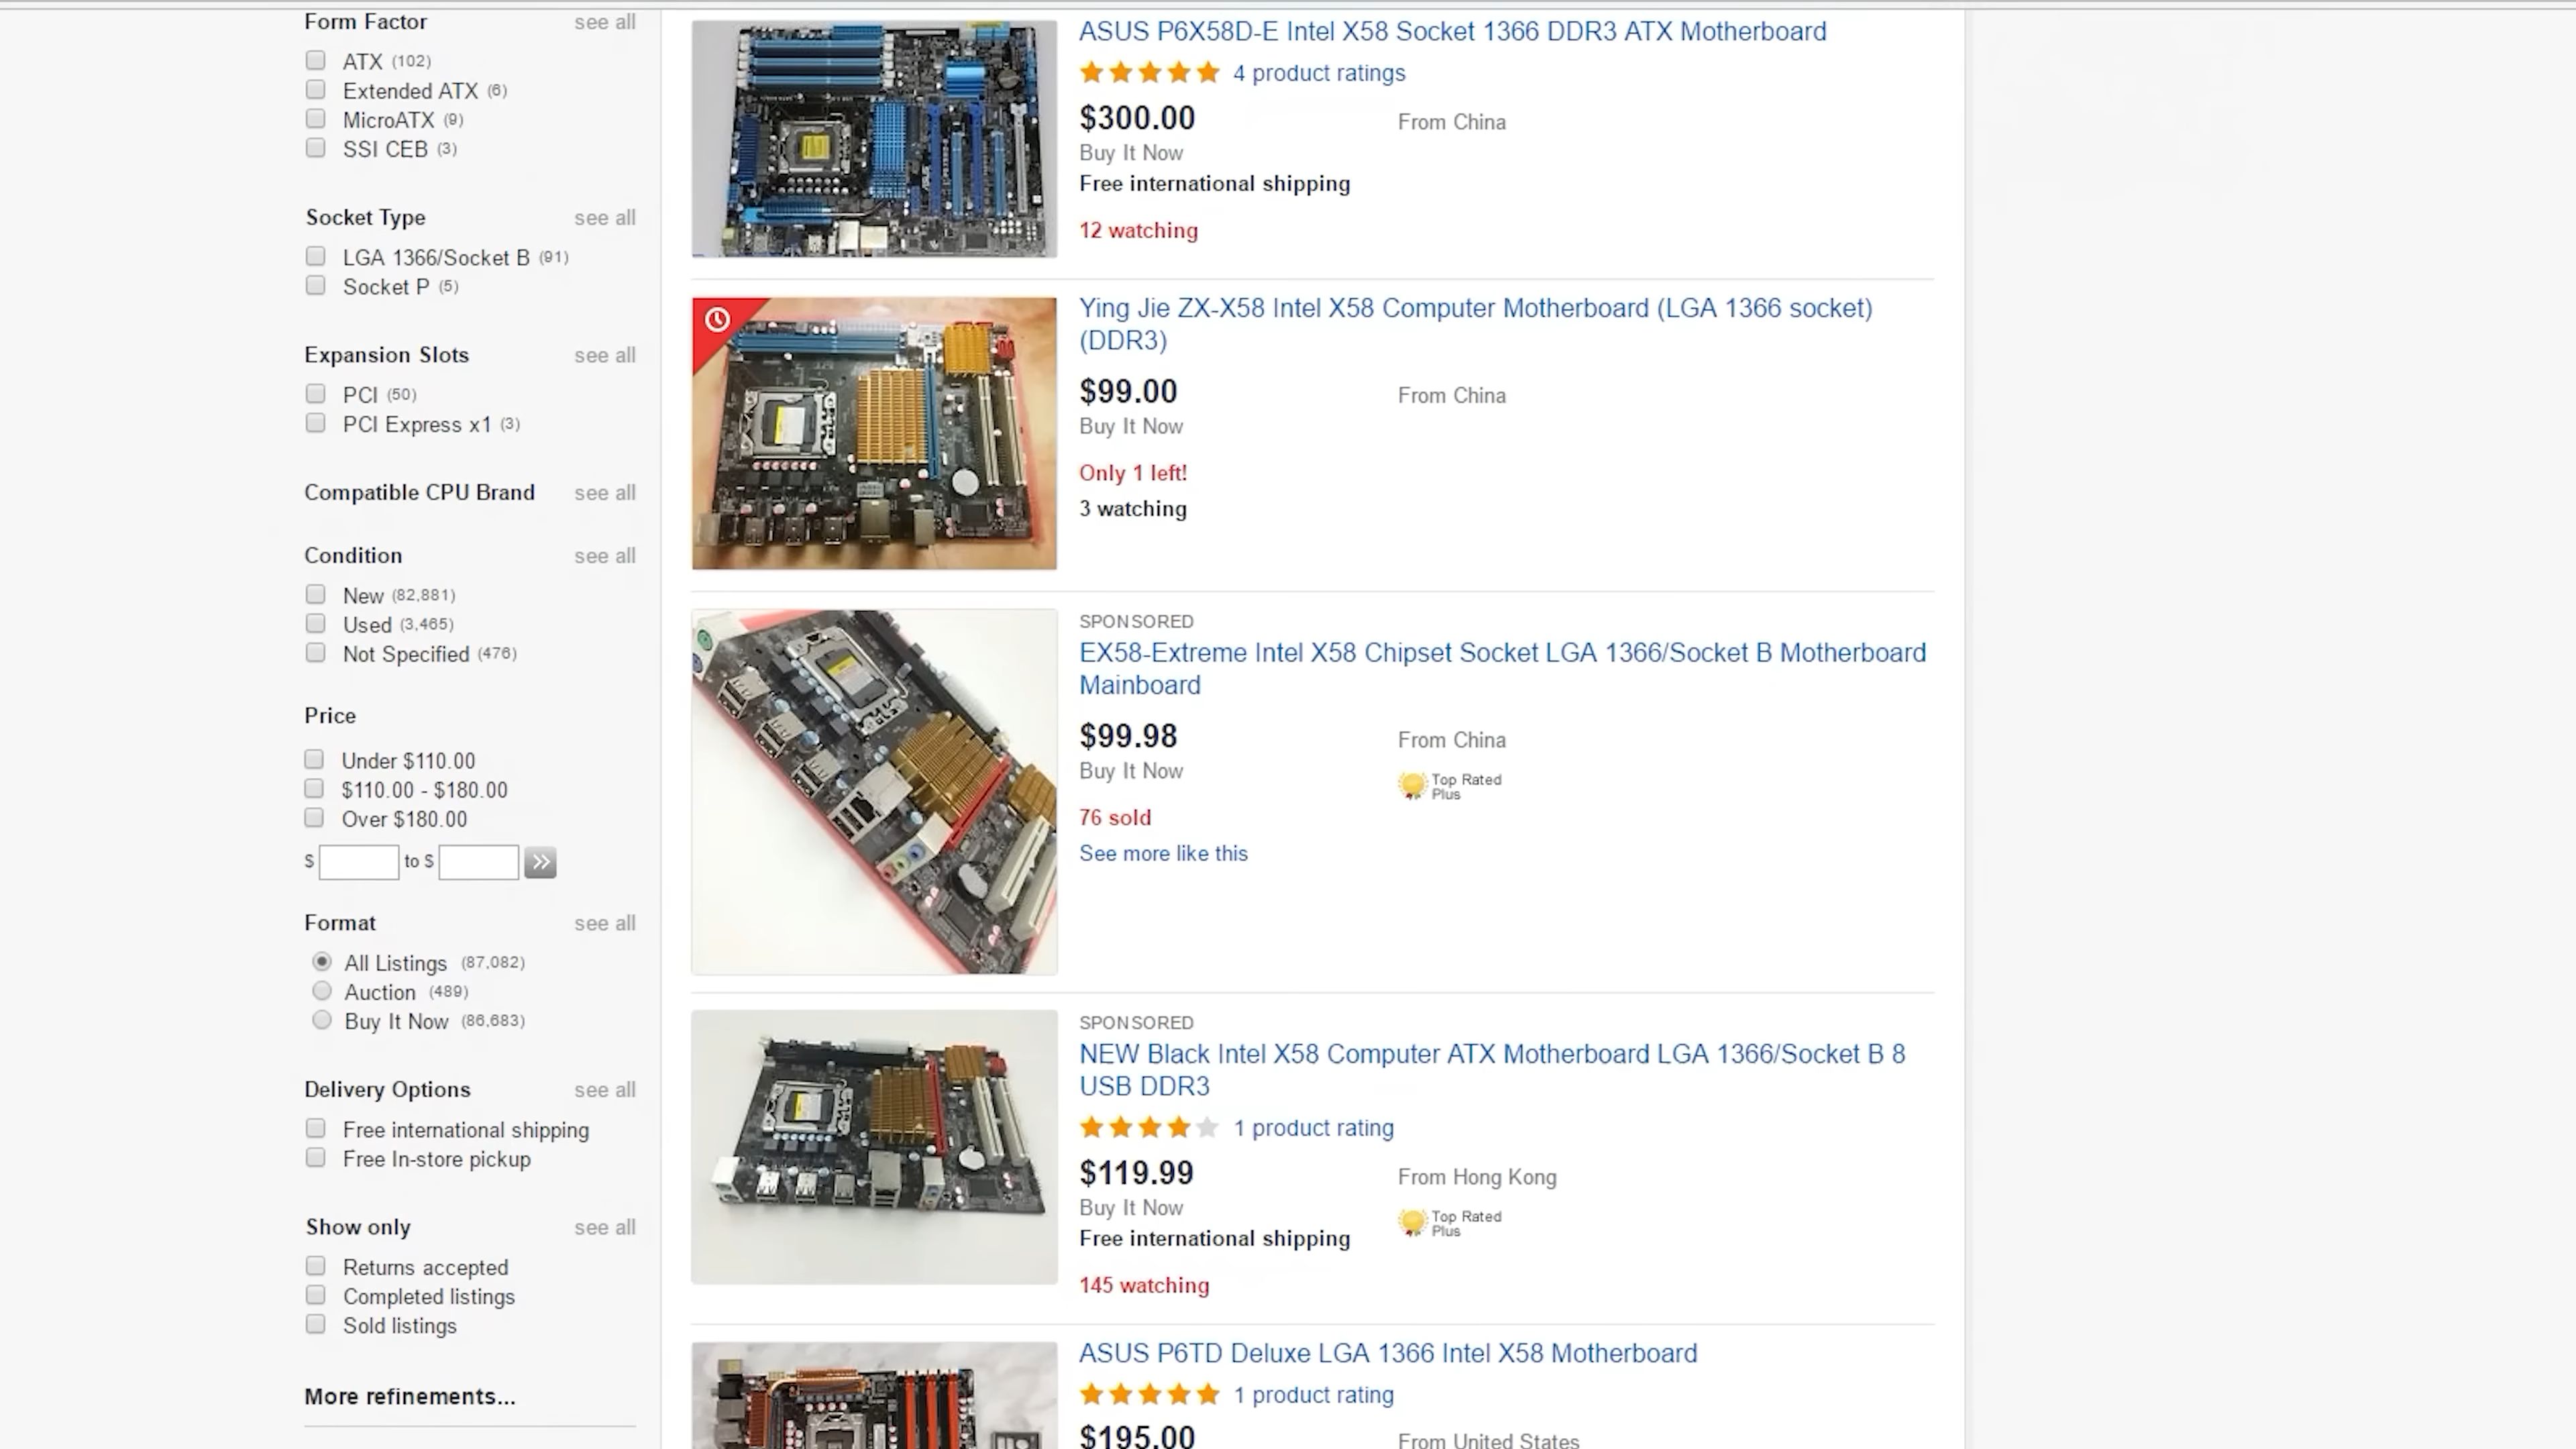 Form Factor see all
ATX (102)
Extended ATX (6)
MicroATX (9)
SSI CEB (3)
Socket Type see all
LGA 1366/Socket B (91)
Socket P (5)
Expansion Slots see all
PCI (50)
PCI Express x1 (3)
Compatible CPU Brand see all
Condition see all
New (82,881)
Used (3,465)
Not Specified (476)
Price
Under $110.00
$110.00 - $180.00
Over $180.00
$ to $
Format see all
All Listings (87,082)
Auction (489)
Buy It Now (86,683)
Delivery Options see all
Free international shipping
Free In-store pickup
Show only see all
Returns accepted
Completed listings
Sold listings
More refinements...
ASUS P6X58D-E Intel X58 Socket 1366 DDR3 ATX Motherboard
4 product ratings
$300.00 From China
Buy It Now
Free international shipping
12 watching
Ying Jie ZX-X58 Intel X58 Computer Motherboard (LGA 1366 socket)
(DDR3)
$99.00 From China
Buy It Now
Only 1 left!
3 watching
SPONSORED
EX58-Extreme Intel X58 Chipset Socket LGA 1366/Socket B Motherboard
Mainboard
$99.98 From China
Buy It Now Top Rated
Plus
76 sold
See more like this
SPONSORED
NEW Black Intel X58 Computer ATX Motherboard LGA 1366/Socket B 8
USB DDR3
1 product rating
$119.99 From Hong Kong
Buy It Now Top Rated
Plus
Free international shipping
145 watching
ASUS P6TD Deluxe LGA 1366 Intel X58 Motherboard
1 product rating
$195.00 From United States